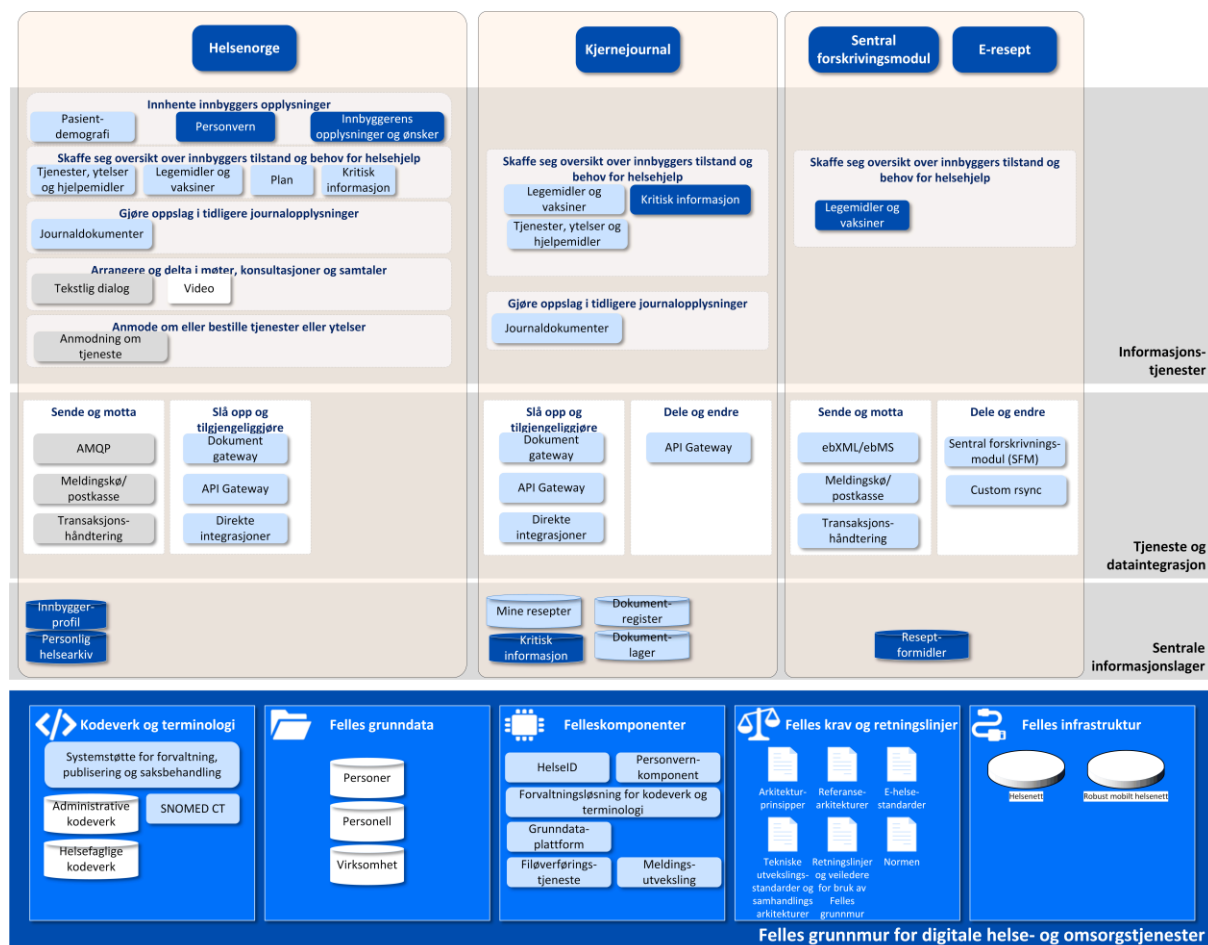 Helsenorge
Kjernejournal
Sentral
forskrivingsmodul
E-resept
Innhente innbyggers opplysninger
Pasient-
demografi
Personvern
Innbyggerens
opplysninger og ønsker
Skaffe seg oversikt over innbyggers tilstand og behov for helsehjelp
Tjenester, ytelser
og hjelpemidler
Legemidler og
vaksiner
Plan
Kritisk
informasjon
Gjøre oppslag i tidligere journalopplysninger
Journaldokumenter
Arrangere og delta i møter, konsultasjoner og samtaler
Tekstlig dialog
Video
Anmode om eller bestille tjenester eller ytelser
Anmodning om
tjeneste
Skaffe seg oversikt over innbyggers tilstand og
behov for helsehjelp
Legemidler og
vaksiner
Kritisk informasjon
Tjenester, ytelser og
hjelpemidler
Gjøre oppslag i tidligere journalopplysninger
Journaldokumenter
Skaffe seg oversikt over innbyggers tilstand og
behov for helsehjelp
Legemidler og
vaksiner
Informasjons-
tjenester
Sende og motta
AMQP
Meldingskø/
postkasse
Transaksjons-
håndtering
Slå opp og
tilgjengeliggjøre
Dokument
gateway
API Gateway
Direkte
integrasjoner
Slå opp og
tilgjengeliggjøre
Dokument
gateway
API Gateway
Direkte
integrasjoner
Dele og endre
API Gateway
Sende og motta
ebXML/ebMS
Meldingskø/
postkasse
Transaksjons-
håndtering
Dele og endre
Sentral forskrivnings-
modul (SFM)
Custom rsync
Tjeneste og
dataintegrasjon
Innbygger-
profil
Personlig
helsearkiv
Mine resepter
Kritisk
informasjon
Dokument-
register
Dokument-
lager
Resept-
formidler
Sentrale
informasjonslager
Kodeverk og terminologi
Systemstøtte for forvaltning,
publisering og saksbehandling
Administrative
kodeverk
SNOMED CT
Helsefaglige
kodeverk
Felles grunndata
Personer
Personell
Virksomhet
Felleskomponenter
HelseID
Personvern-
komponent
Forvaltningsløsning for kodeverk og
terminologi
Grunndata-
plattform
Filøverførings-
tjeneste
Meldings-
utveksling
Felles krav og retningslinjer
Arkitektur-
prinsipper
Referanse-
arkitekturer
E-helse-
standarder
Tekniske
utvekslings-
standarder og
samhandlings
arkitekturer
Retningslinjer
og veiledere
for bruk av
Felles
grunnmur
Normen
Felles infrastruktur
Helsenett
Robust mobilt helsenett
Felles grunnmur for digitale helse- og omsorgstjenester